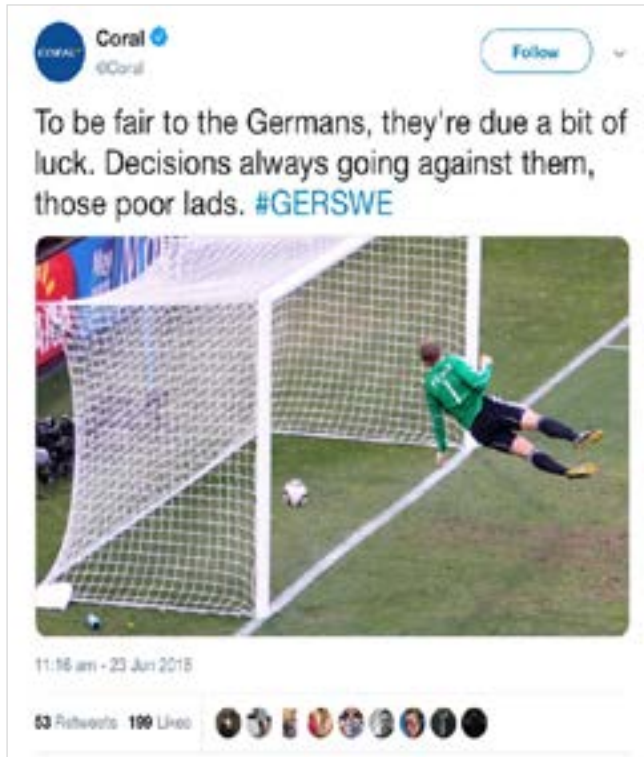 Coral
@Coral
Follow
To be fair to the Germans, they're due a bit of
luck. Decisions always going against them,
those poor lads. #GERSWE
1
11:16 am - 23 Jun 2018
53 Retweets 199 Likes